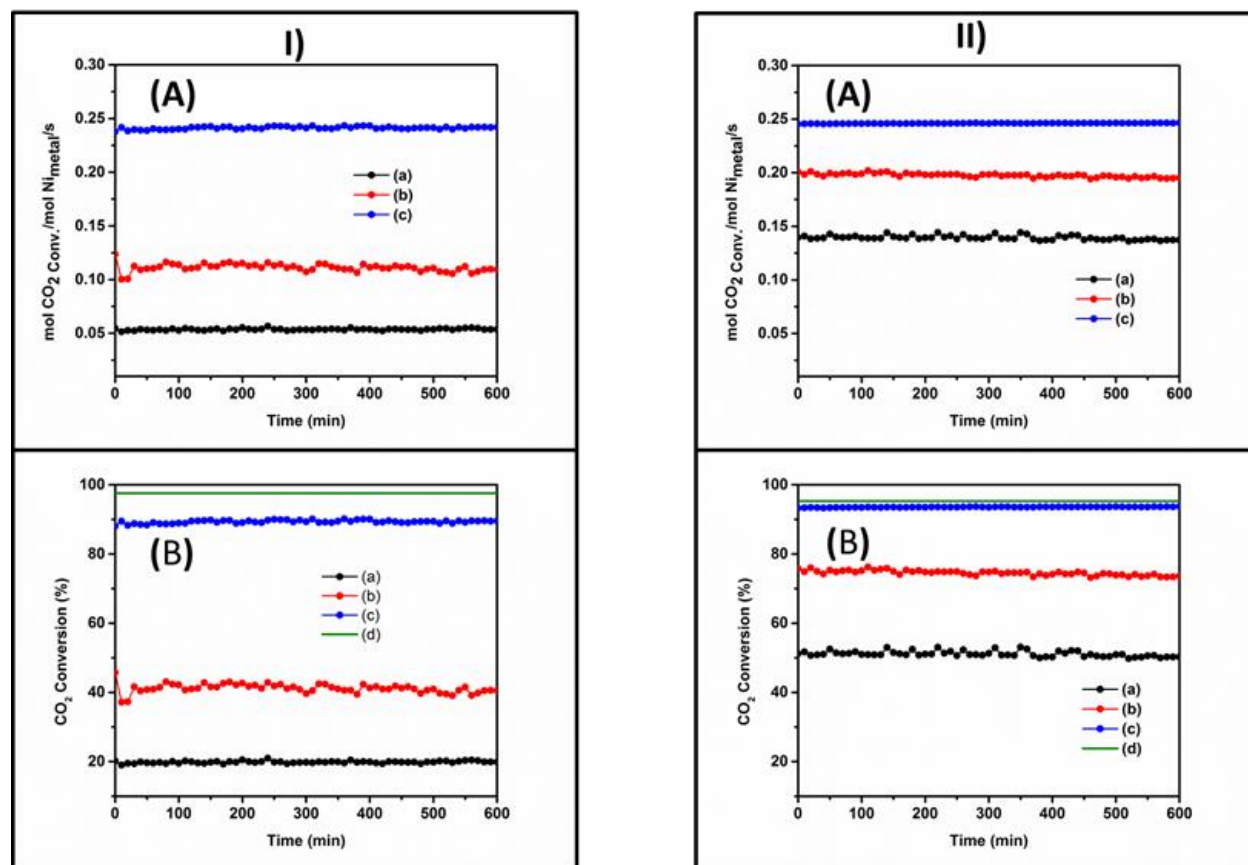 I)
(A)
mol CO2 Conv./mol Nimetal/s
0.30
0.25
0.20
0.15
0.10
0.05
(a)
(b)
(c)
0 100 200 300 400 500 600
Time (min)
(B)
CO2 Conversion (%)
100
80
60
40
20
(a)
(b)
(c)
(d)
0 100 200 300 400 500 600
Time (min)
II)
(A)
mol CO2 Conv./mol Nimetal/s
0.30
0.25
0.20
0.15
0.10
0.05
(a)
(b)
(c)
0 100 200 300 400 500 600
Time (min)
(B)
CO2 Conversion (%)
100
80
60
40
20
(a)
(b)
(c)
(d)
0 100 200 300 400 500 600
Time (min)